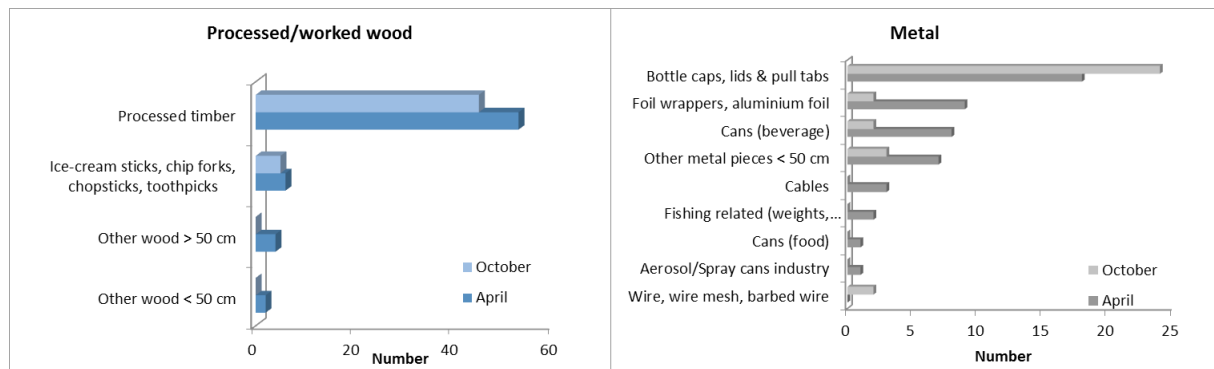 Processed/worked wood
Processed timber
Ice-cream sticks, chip forks,
chopsticks, toothpicks
Other wood > 50 cm
Other wood < 50 cm
October
April
0 20 40 60
Number
Metal
Bottle caps, lids & pull tabs
Foil wrappers, aluminium foil
Cans (beverage)
Other metal pieces < 50 cm
Cables
Fishing related (weights,...
Cans (food)
Aerosol/Spray cans industry
Wire, wire mesh, barbed wire
October
April
0 5 10 15 20 25
Number